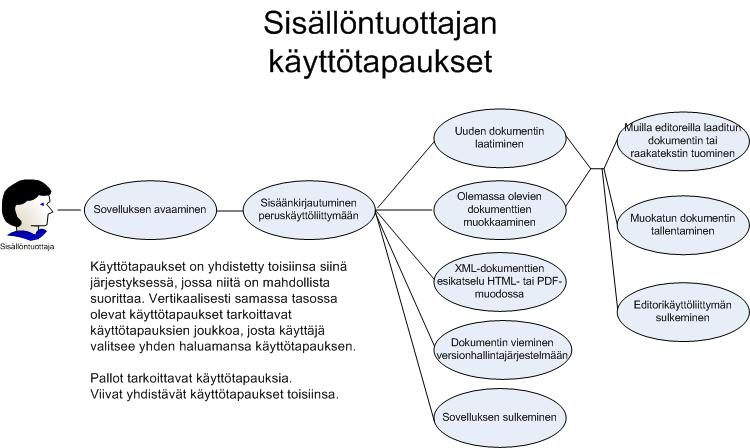 Sisällöntuottajan
käyttötapaukset
Sisällöntuottaja
Sovelluksen avaaminen
Sisäänkirjautuminen
peruskäyttöliittymään
Uuden dokumentin
laatiminen
Olemassa olevien
dokumenttien
muokkaaminen
XML-dokumenttien
esikatselu HTML- tai PDF-
muodossa
Dokumentin vieminen
versionhallintajärjestelmään
Sovelluksen sulkeminen
Muilla editoreilla laaditun
dokumentin tai
raakatekstin tuominen
Muokatun dokumentin
tallentaminen
Editorikäyttöliittymän
sulkeminen
Käyttötapaukset on yhdistetty toisiinsa siinä
järjestyksessä, jossa niitä on mahdollista
suorittaa. Vertikaalisesti samassa tasossa
olevat käyttötapaukset tarkoittavat
käyttötapauksien joukkoa, josta käyttäjä
valitsee yhden haluamansa käyttötapauksen.
Pallot tarkoittavat käyttötapauksia.
Viivat yhdistävät käyttötapaukset toisiinsa.